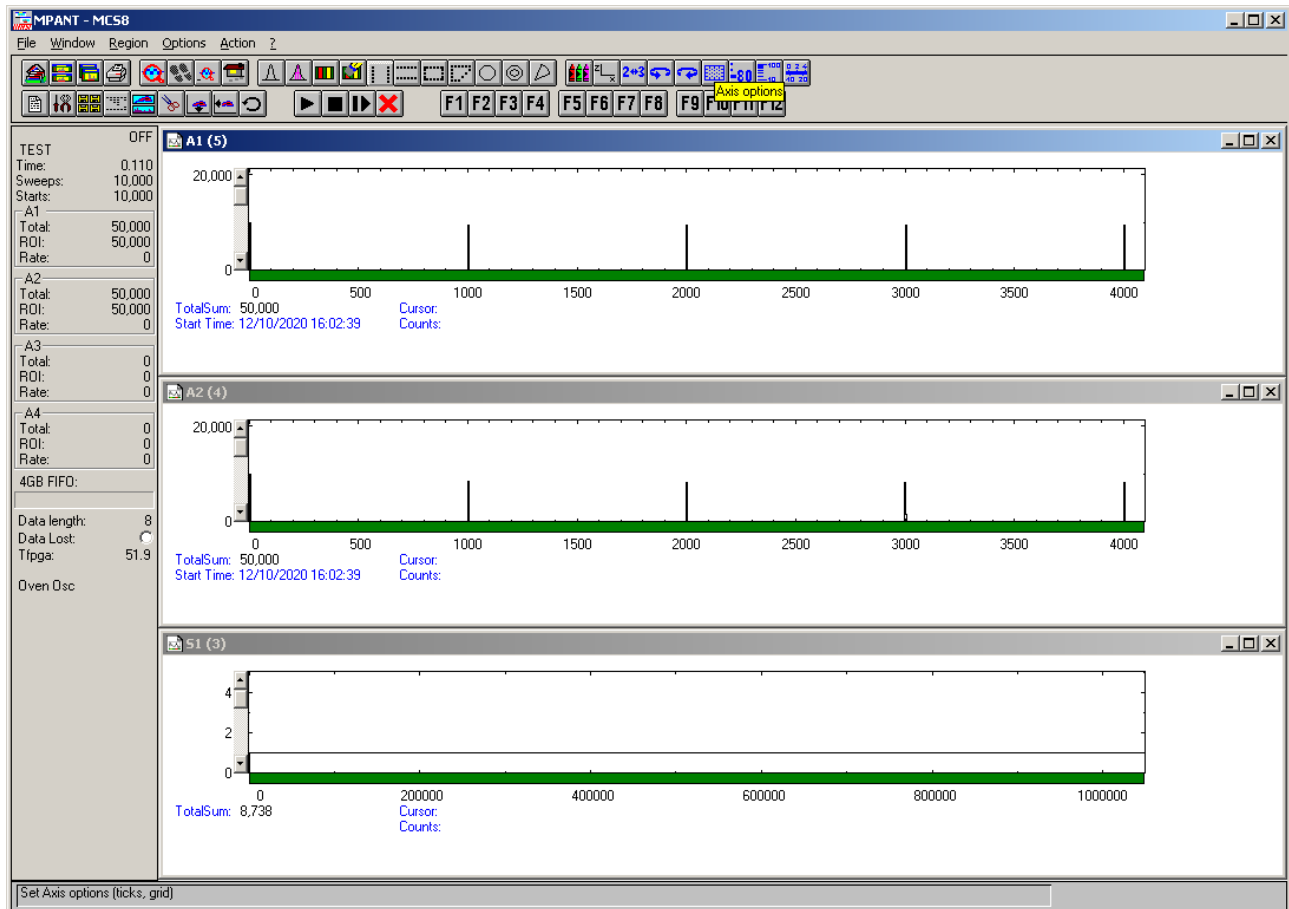 MPANT - MCS8
File Window Region Options Action ?
2⇔3 80
Axis options
F1 F2 F3 F4 F5 F6 F7 F8 F9 F10 F11 F12
OFF
TEST
Time: 0.110
Sweeps: 10,000
Starts: 10,000
A1
Total: 50,000
ROI: 50,000
Rate: 0
A2
Total: 50,000
ROI: 50,000
Rate: 0
A3
Total: 0
ROI: 0
Rate: 0
A4
Total: 0
ROI: 0
Rate: 0
4GB FIFO:
Data length: 8
Data Lost:
Tfpga: 51.9
Oven Osc
A1 (5)
20,000
0
0 500 1000 1500 2000 2500 3000 3500 4000
TotalSum: 50,000 Cursor:
Start Time: 12/10/2020 16:02:39 Counts:
A2 (4)
20,000
0
0 500 1000 1500 2000 2500 3000 3500 4000
TotalSum: 50,000 Cursor:
Start Time: 12/10/2020 16:02:39 Counts:
S1 (3)
4
2
0
0 200000 400000 600000 800000 1000000
TotalSum: 8,738 Cursor:
Counts:
Set Axis options (ticks, grid)